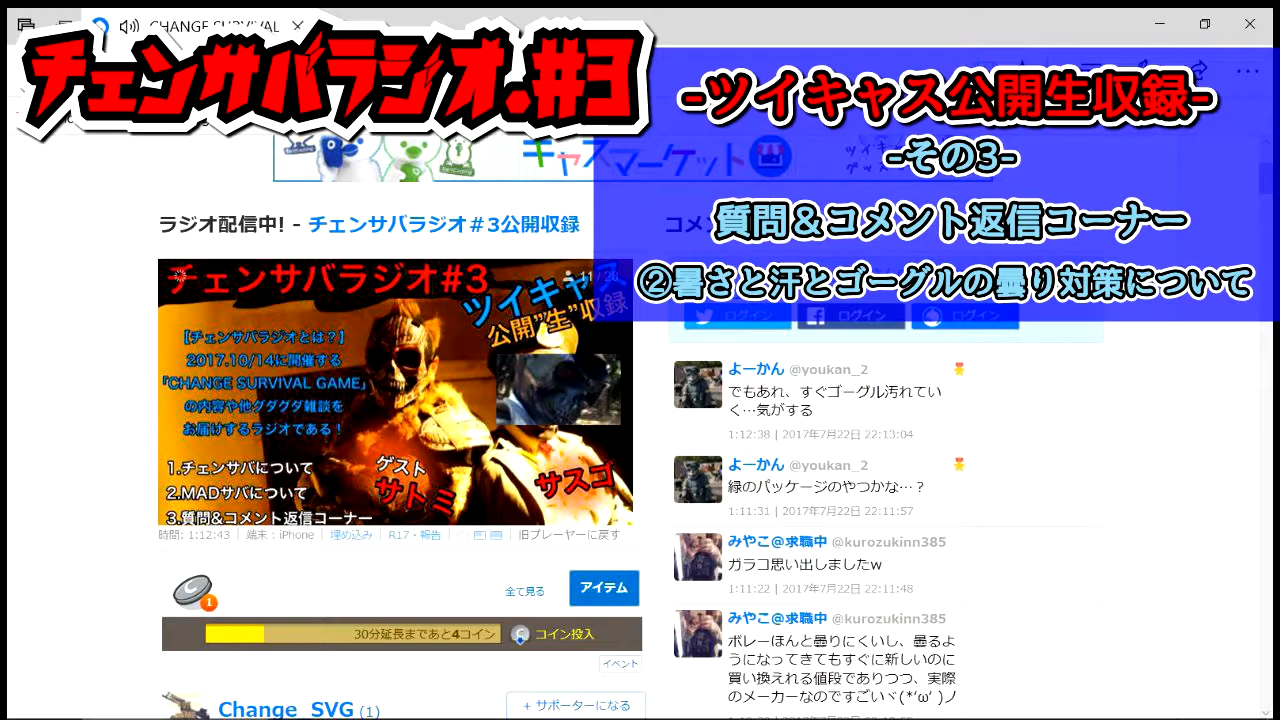 CHANGE SURVIVAL
チェンサバラジオ.#3
-ツイキャス公開生収録-
-その3-
質問＆コメント返信コーナー
②暑さと汗とゴーグルの曇り対策について
キャスマーケット
ラジオ配信中! - チェンサバラジオ＃3公開収録
コメン
チェンサバラジオ#3
11 / 20
ツイキャス
公開"生"収録
【チェンサバラジオとは？】
2017.10/14に開催する
「CHANGE SURVIVAL GAME」
の内容や他グダグダ雑談を
お届けするラジオである！
1.チェンサバについて
2.MADサバについて
3.質問&コメント返信コーナー
ゲスト
サトミ
サスゴ
時間: 1:12:43 | 端末：iPhone | 埋め込み | R17・報告 | 旧プレーヤーに戻す
全て見る
アイテム
1
30分延長まであと4コイン
コイン投入
イベント
Change_SVG (1)
+ サポーターになる
ログイン
ログイン
ログイン
よーかん @youkan_2
でもあれ、すぐゴーグル汚れてい
く…気がする
1:12:38 | 2017年7月22日 22:13:04
よーかん @youkan_2
緑のパッケージのやつかな…？
1:11:31 | 2017年7月22日 22:11:57
みやこ@求職中 @kurozukinn385
ガラコ思い出しましたw
1:11:22 | 2017年7月22日 22:11:48
みやこ@求職中 @kurozukinn385
ボレーほんと曇りにくいし、曇るよ
うになってきてもすぐに新しいのに
買い換えれる値段でありつつ、実際
のメーカーなのですごいヾ(*'ω' )ノ